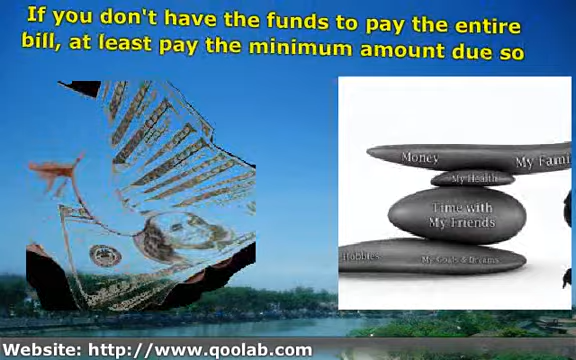 If you don't have the funds to pay the entire
bill, at least pay the minimum amount due so
Money
My Fami
My Health
Time with
My Friends
Hobbies
My Goals & Dreams
Website: http://www.qoolab.com